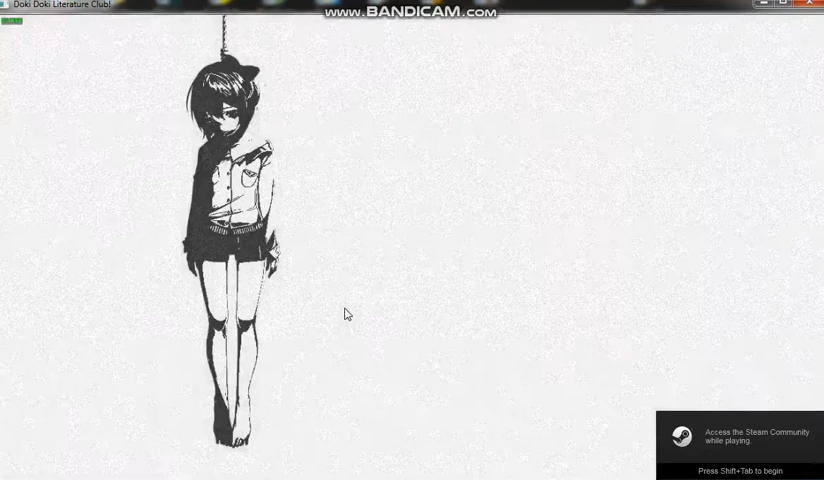 Doki Doki Literature Club!
www.BANDICAM.com
Access the Steam Community
while playing.
Press Shift+Tab to begin